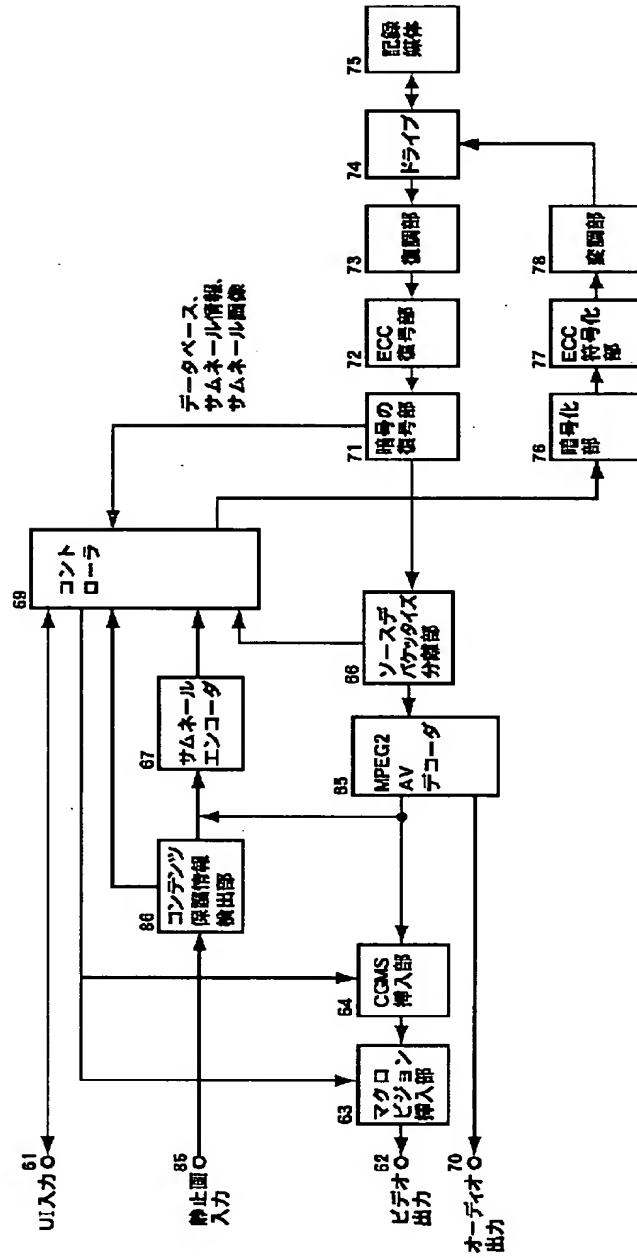 UI入力
61
静止画
入力
85
ビデオ
出力
62
オーディオ
出力
70
63
マクロ
ビジョン
挿入部
64
CGMS
挿入部
86
コンテンツ
保護情報
検出部
67
サムネール
エンコーダ
65
MPEG2
AV
デコーダ
66
ソースデ
パケッタイズ
分離部
69
コント
ローラ
データベース、
サムネール情報、
サムネール画像
71
暗号の
復号部
72
ECC
復号部
73
復調部
74
ドライブ
75
記録
媒体
76
暗号化
部
77
ECC
符号化
部
78
変調部